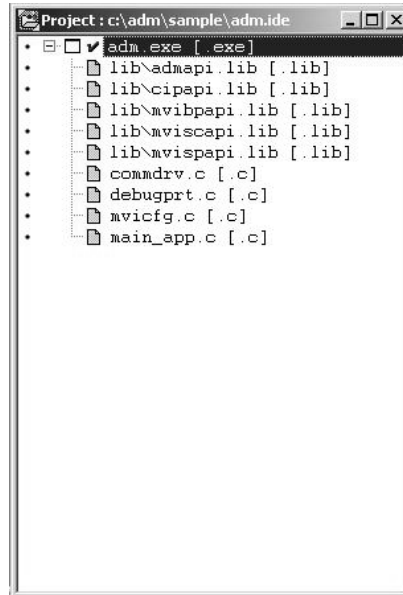 Project : c:\adm\sample\adm.ide
adm.exe [.exe]
lib\admapi.lib [.lib]
lib\cipapi.lib [.lib]
lib\mvibpapi.lib [.lib]
lib\mviscapi.lib [.lib]
lib\mvispapi.lib [.lib]
commdrv.c [.c]
debugprt.c [.c]
mvicfg.c [.c]
main_app.c [.c]